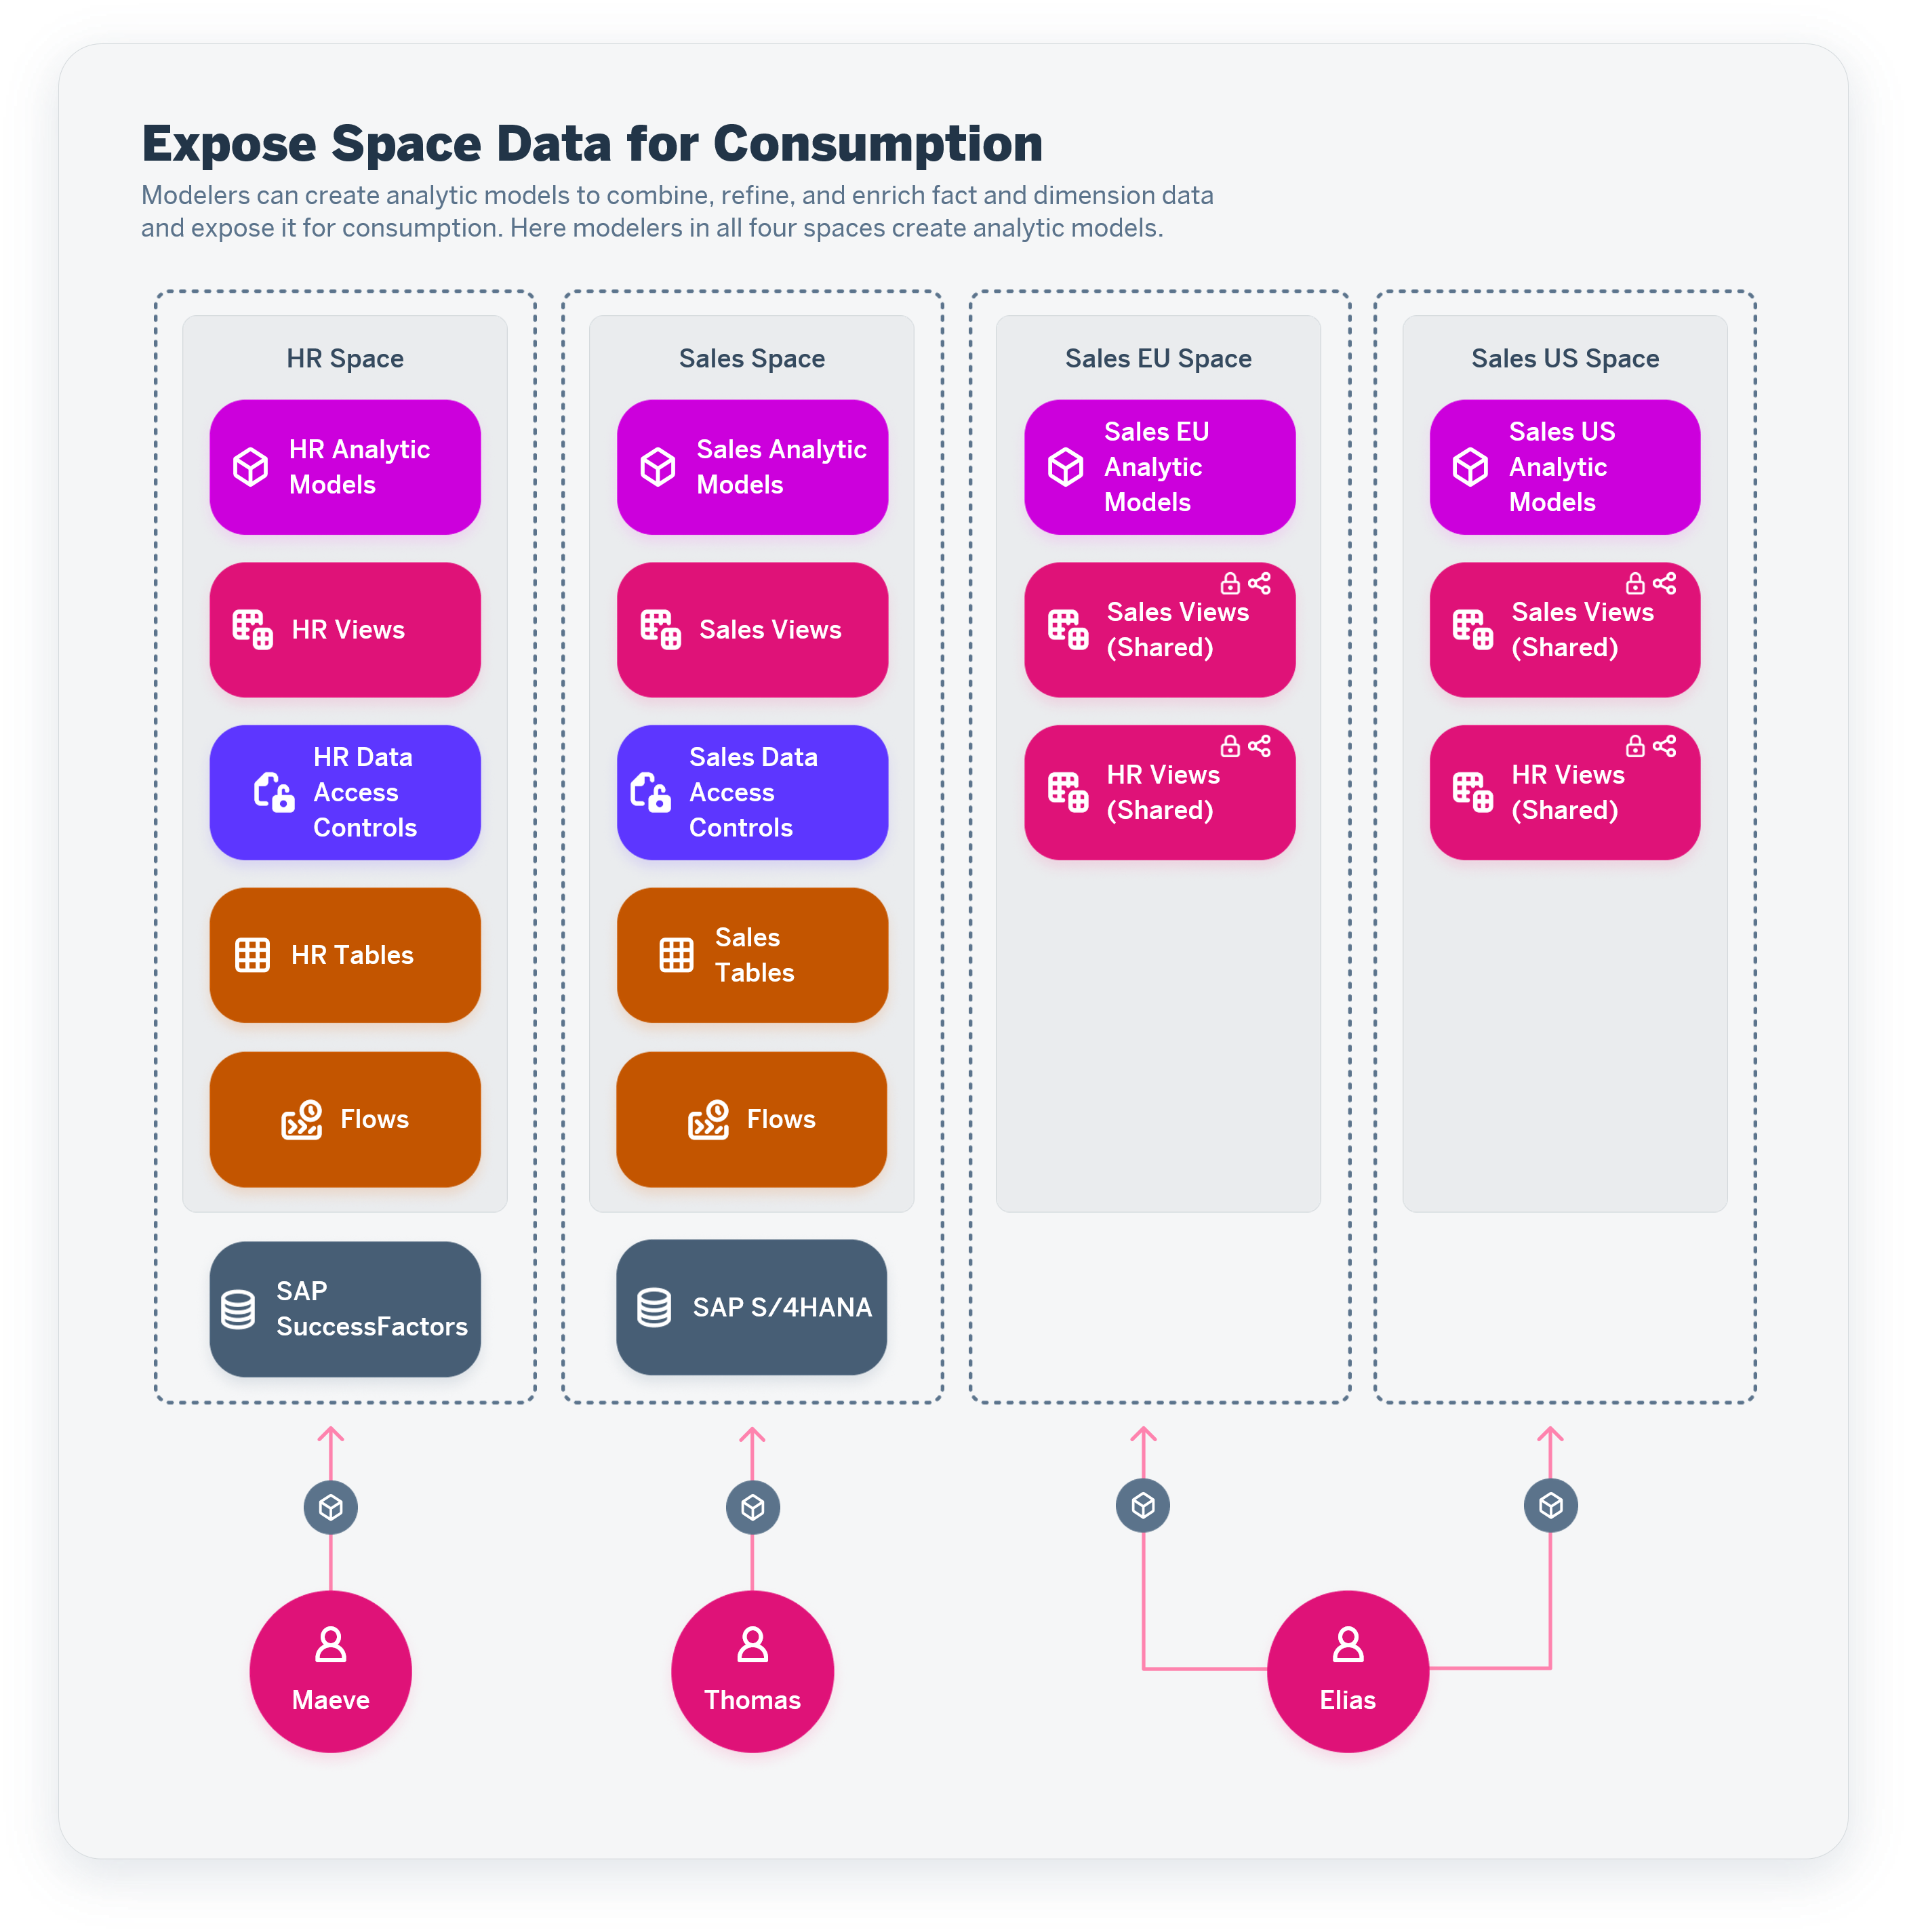 Expose Space Data for Consumption
Modelers can create analytic models to combine, refine, and enrich fact and dimension data
and expose it for consumption. Here modelers in all four spaces create analytic models.
HR Space
HR Analytic
Models
HR Views
HR Data
Access
Controls
HR Tables
Flows
SAP
SuccessFactors
Sales Space
Sales Analytic
Models
Sales Views
Sales Data
Access
Controls
Sales
Tables
Flows
SAP S/4HANA
Sales EU Space
Sales EU
Analytic
Models
Sales Views
(Shared)
HR Views
(Shared)
Sales US Space
Sales US
Analytic
Models
Sales Views
(Shared)
HR Views
(Shared)
Maeve
Thomas
Elias